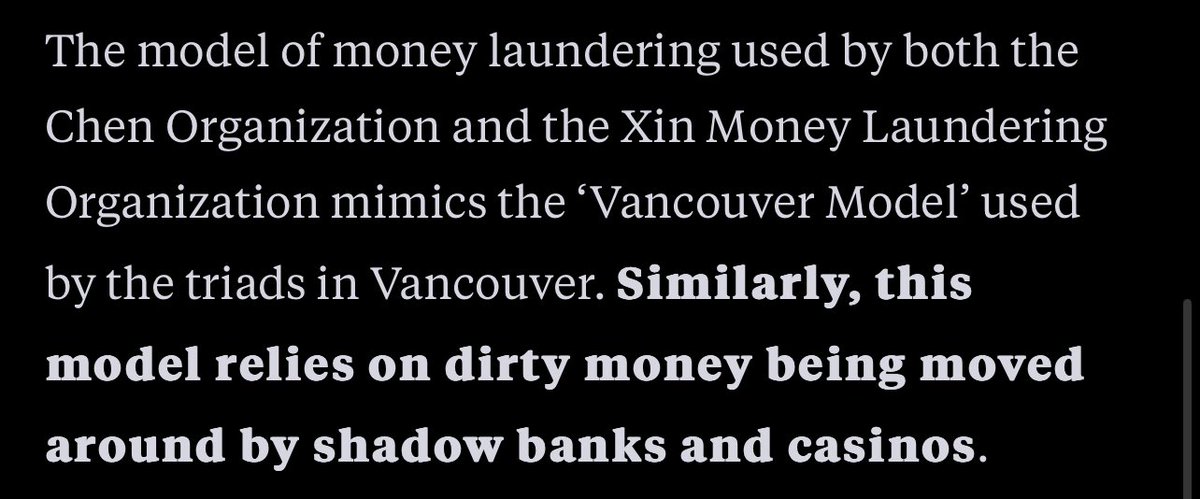 The model of money laundering used by both the
Chen Organization and the Xin Money Laundering
Organization mimics the ‘Vancouver Model’ used
by the triads in Vancouver. Similarly, this
model relies on dirty money being moved
around by shadow banks and casinos.